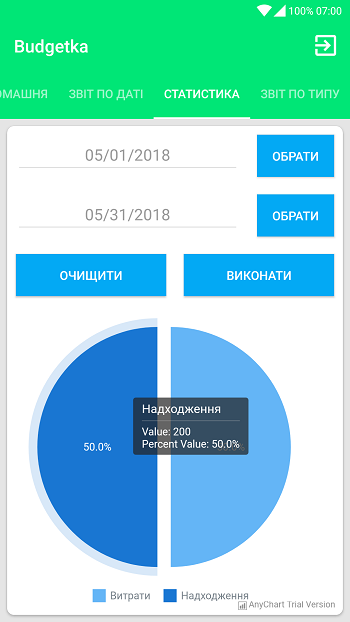 100% 07:00
Budgetka
ОМАШНЯ ЗВІТ ПО ДАТІ СТАТИСТИКА ЗВІТ ПО ТИПУ
05/01/2018 ОБРАТИ
05/31/2018 ОБРАТИ
ОЧИЩИТИ ВИКОНАТИ
Надходження
Value: 200
Percent Value: 50.0%
50.0%
Витрати Надходження
AnyChart Trial Version